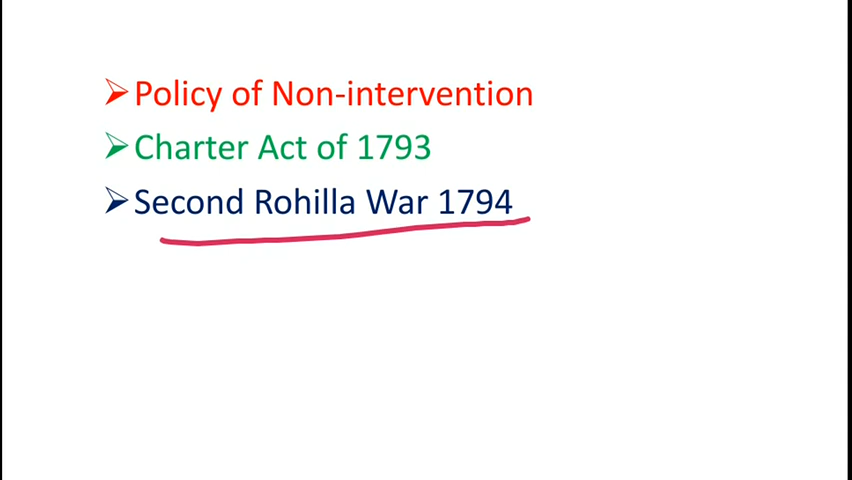 Policy of Non-intervention
Charter Act of 1793
Second Rohilla War 1794